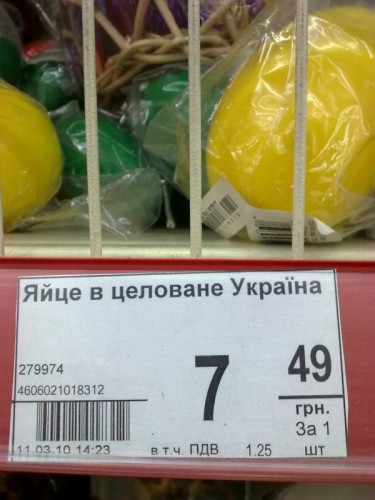 Яйце в целоване Україна
279974
4606021018312
7 49
грн.
За 1
11.03.10 14:23 в т.ч. ПДВ 1.25 шт